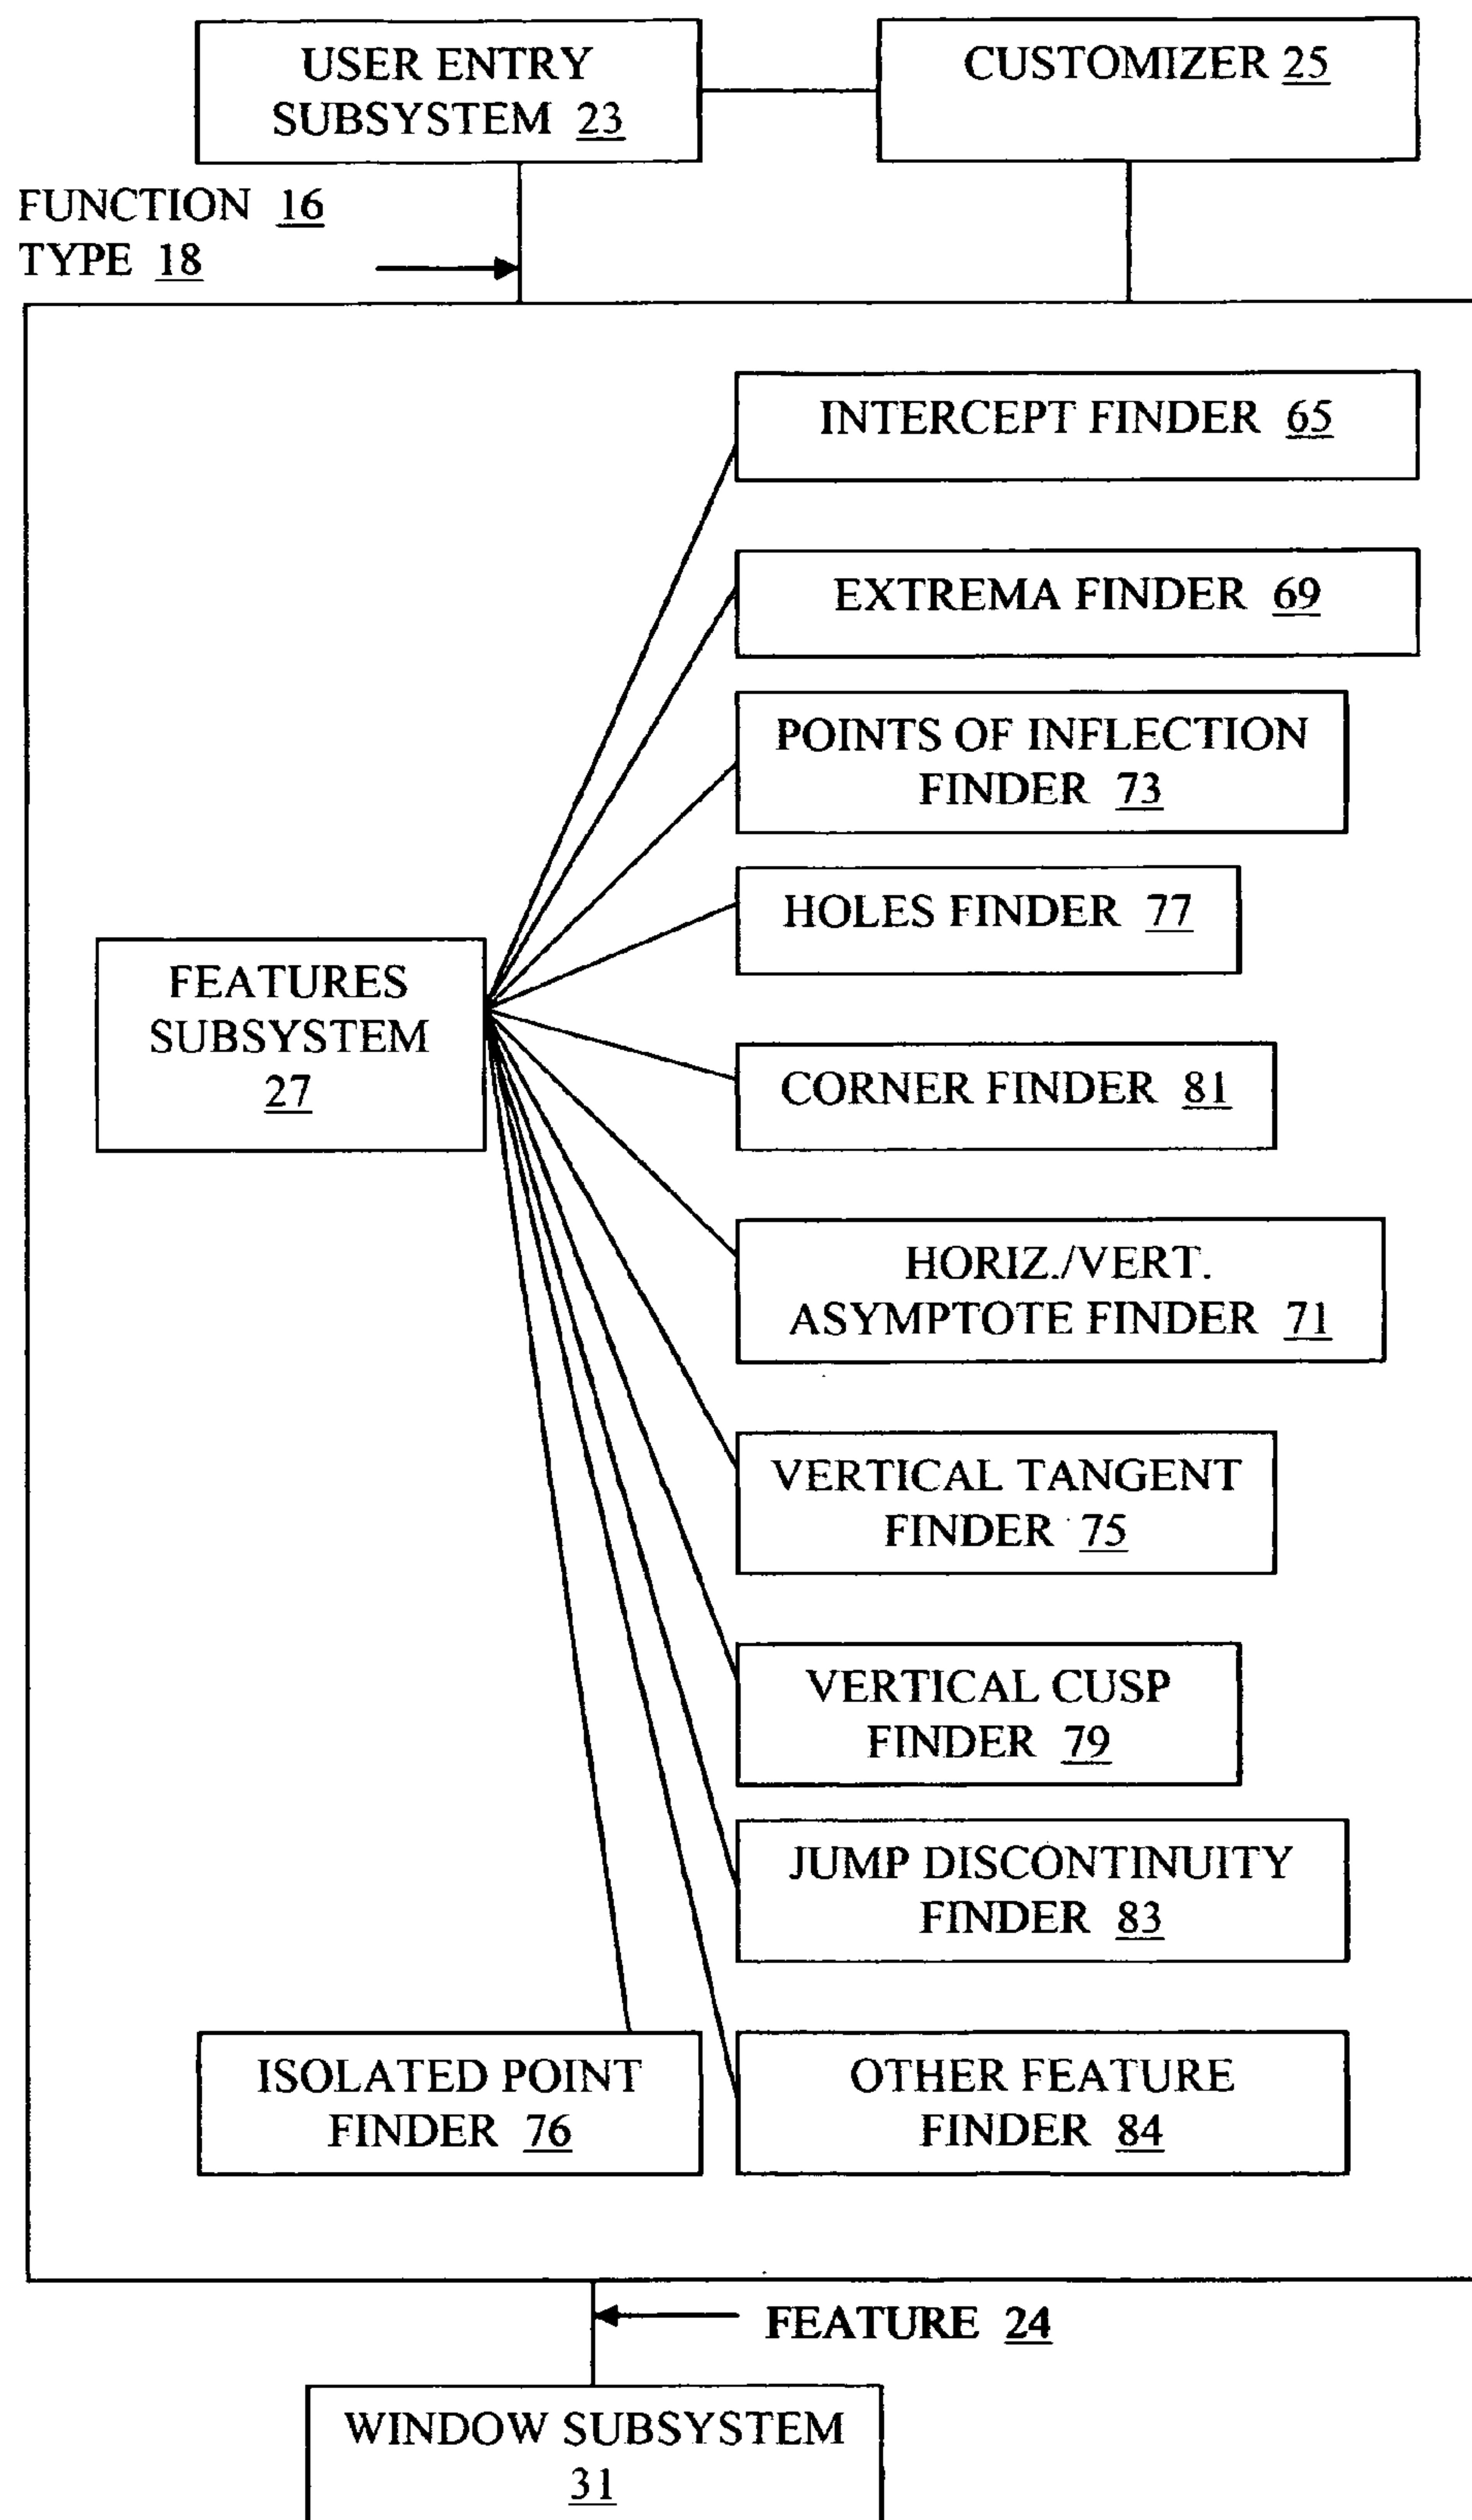 USER ENTRY
SUBSYSTEM 23
CUSTOMIZER 25
FUNCTION 16
TYPE 18
INTERCEPT FINDER 65
EXTREMA FINDER 69
POINTS OF INFLECTION
FINDER 73
HOLES FINDER 77
FEATURES
SUBSYSTEM
27
CORNER FINDER 81
HORIZ./VERT.
ASYMPTOTE FINDER 71
VERTICAL TANGENT
FINDER 75
VERTICAL CUSP
FINDER 79
JUMP DISCONTINUITY
FINDER 83
ISOLATED POINT
FINDER 76
OTHER FEATURE
FINDER 84
FEATURE 24
WINDOW SUBSYSTEM
31